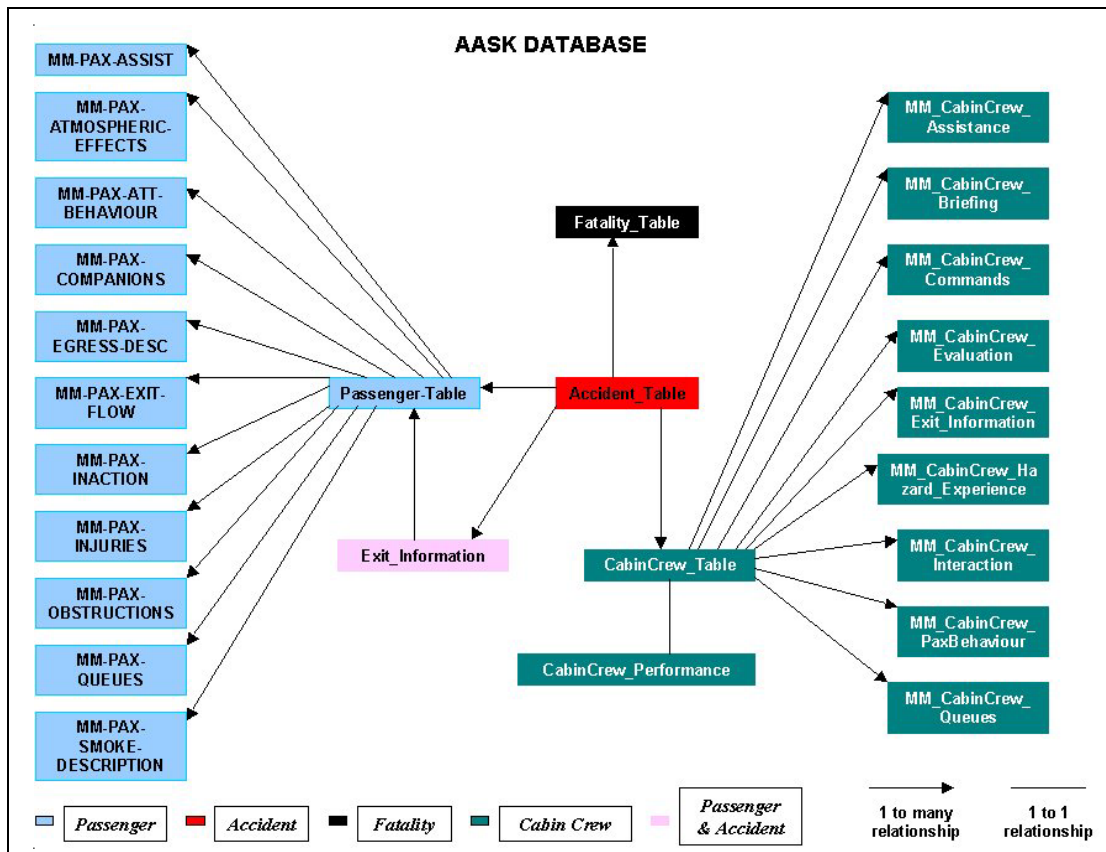 AASK DATABASE
MM-PAX-ASSIST
MM-PAX-
ATMOSPHERIC-
EFFECTS
MM-PAX-ATT-
BEHAVIOUR
MM-PAX-
COMPANIONS
MM-PAX-
EGRESS-DESC
MM-PAX-EXIT-
FLOW
MM-PAX-
INACTION
MM-PAX-
INJURIES
MM-PAX-
OBSTRUCTIONS
MM-PAX-
QUEUES
MM-PAX-
SMOKE-
DESCRIPTION
Passenger-Table
Exit_Information
Fatality_Table
Accident_Table
CabinCrew_Table
CabinCrew_Performance
MM_CabinCrew_
Assistance
MM_CabinCrew_
Briefing
MM_CabinCrew_
Commands
MM_CabinCrew_
Evaluation
MM_CabinCrew_
Exit_Information
MM_CabinCrew_Ha
zard_Experience
MM_CabinCrew_
Interaction
MM_CabinCrew_
PaxBehaviour
MM_CabinCrew_
Queues
Passenger
Accident
Fatality
Cabin Crew
Passenger
& Accident
1 to many
relationship
1 to 1
relationship